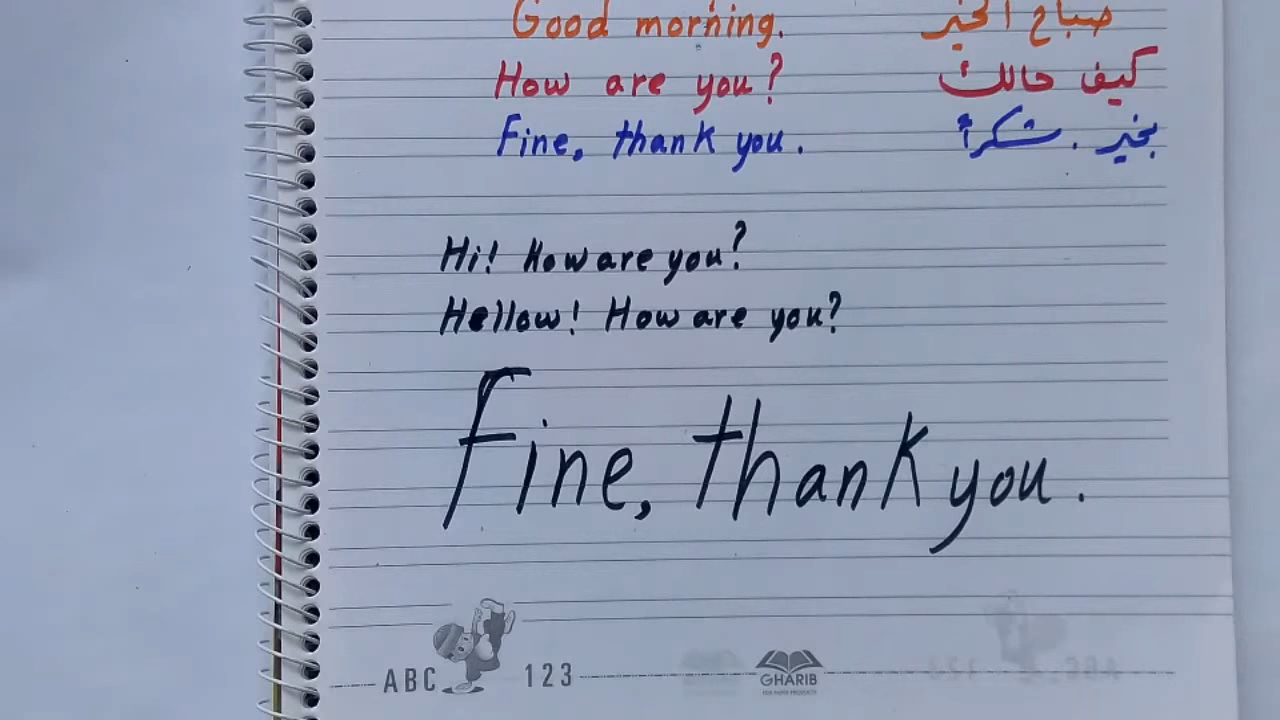 Good morning. صباح الخير
How are you? كيف حالك
Fine, thank you. بخير . شكراً
Hi! How are you?
Hellow! How are you?
Fine, thank you.
ABC 123 GHARIB